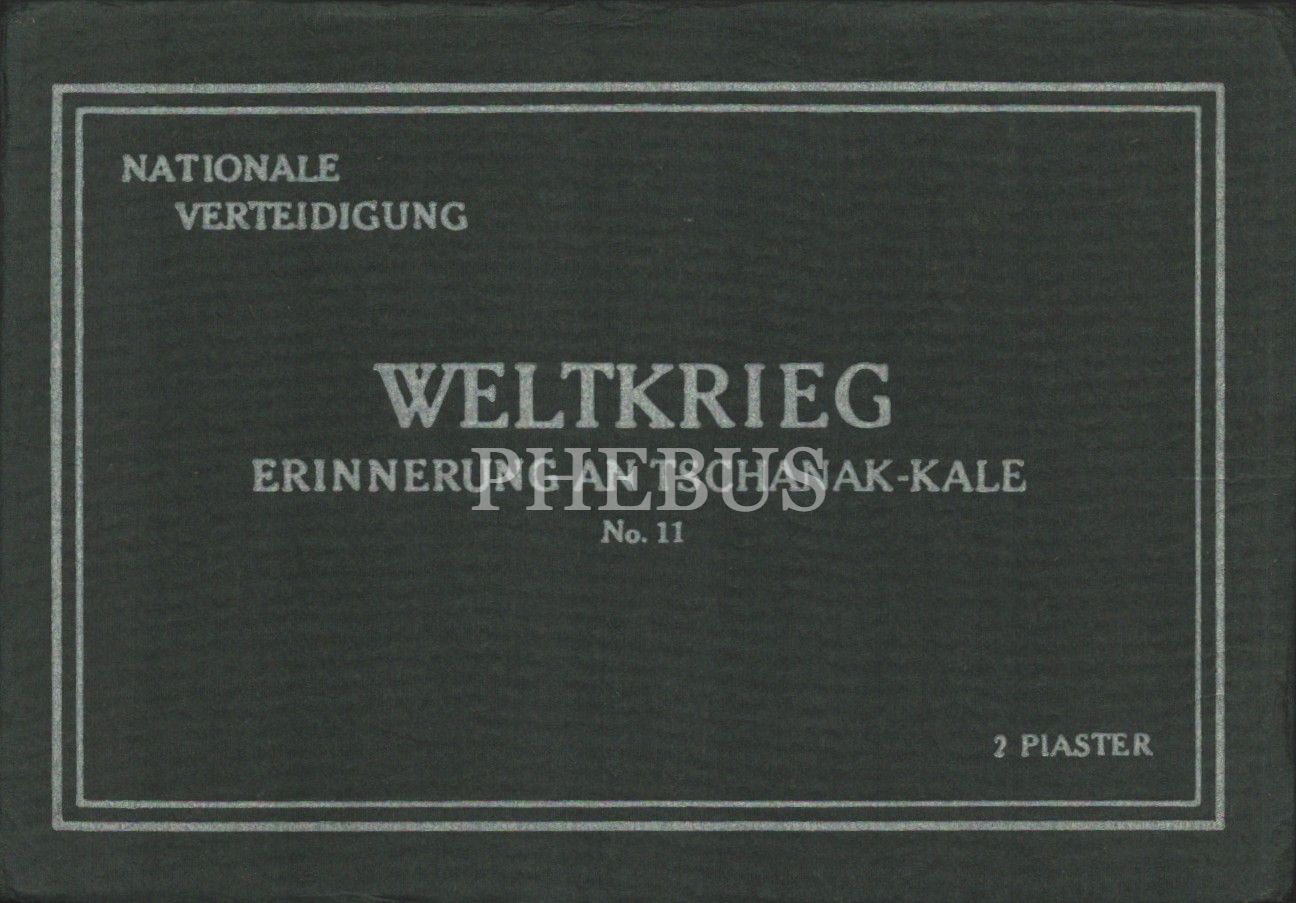 NATIONALE
VERTEIDIGUNG
WELTKRIEG
ERINNERUNG AN TSCHANAK-KALE
PHEBUS
No. 11
2 PIASTER